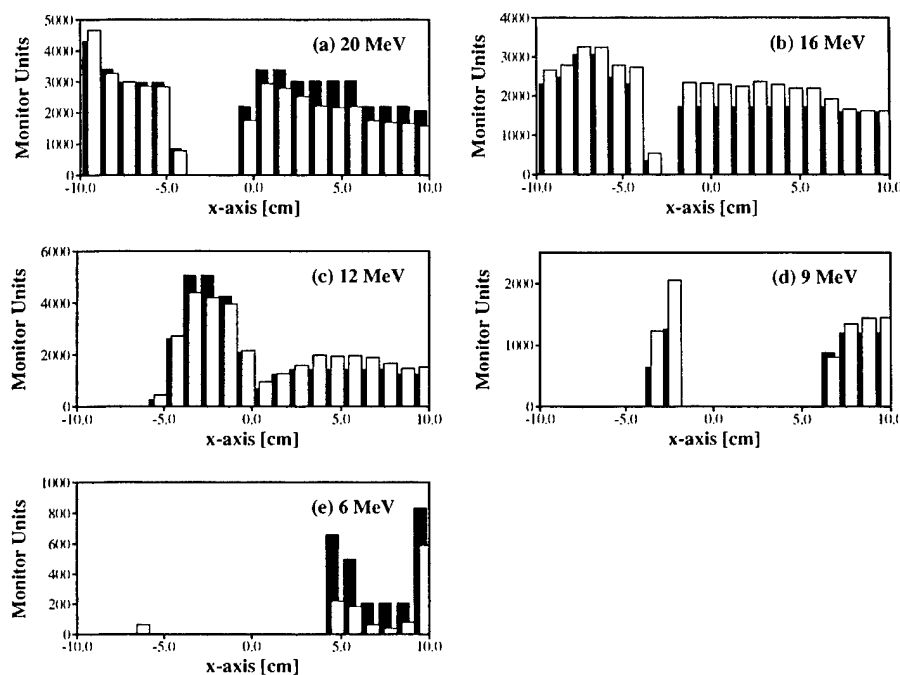 (a) 20 MeV
Monitor Units
5000
4000
3000
2000
1000
0
-10.0 -5.0 0.0 5.0 10.0
x-axis [cm]
(b) 16 MeV
Monitor Units
4000
3000
2000
1000
0
-10.0 -5.0 0.0 5.0 10.0
x-axis [cm]
(c) 12 MeV
Monitor Units
6000
4000
2000
0
-10.0 -5.0 0.0 5.0 10.0
x-axis [cm]
(d) 9 MeV
Monitor Units
2000
1000
0
-10.0 -5.0 0.0 5.0 10.0
x-axis [cm]
(e) 6 MeV
Monitor Units
1000
800
600
400
200
0
-10.0 -5.0 0.0 5.0 10.0
x-axis [cm]